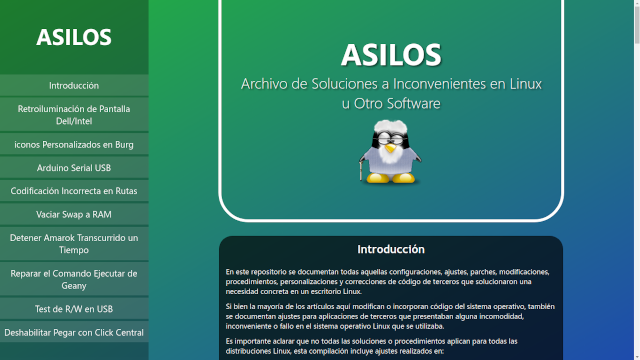 ASILOS
Introducción
Retroiluminación de Pantalla
Dell/Intel
iconos Personalizados en Burg
Arduino Serial USB
Codificación Incorrecta en Rutas
Vaciar Swap a RAM
Detener Amarok Transcurrido un
Tiempo
Reparar el Comando Ejecutar de
Geany
Test de R/W en USB
Deshabilitar Pegar con Click Central
ASILOS
Archivo de Soluciones a Inconvenientes en Linux
u Otro Software
Introducción
En este repositorio se documentan todas aquellas configuraciones, ajustes, parches, modificaciones,
procedimientos, personalizaciones y correcciones de código de terceros que solucionaron una
necesidad concreta en un escritorio Linux.
Si bien la mayoría de los artículos aquí modifican o incorporan código del sistema operativo, también
se documentan ajustes para aplicaciones de terceros que presentaban alguna incomodidad,
inconveniente o fallo en el sistema operativo Linux que se utilizaba.
Es importante aclarar que no todas las soluciones o procedimientos aplican para todas las
distribuciones Linux, esta compilación incluye ajustes realizados en: